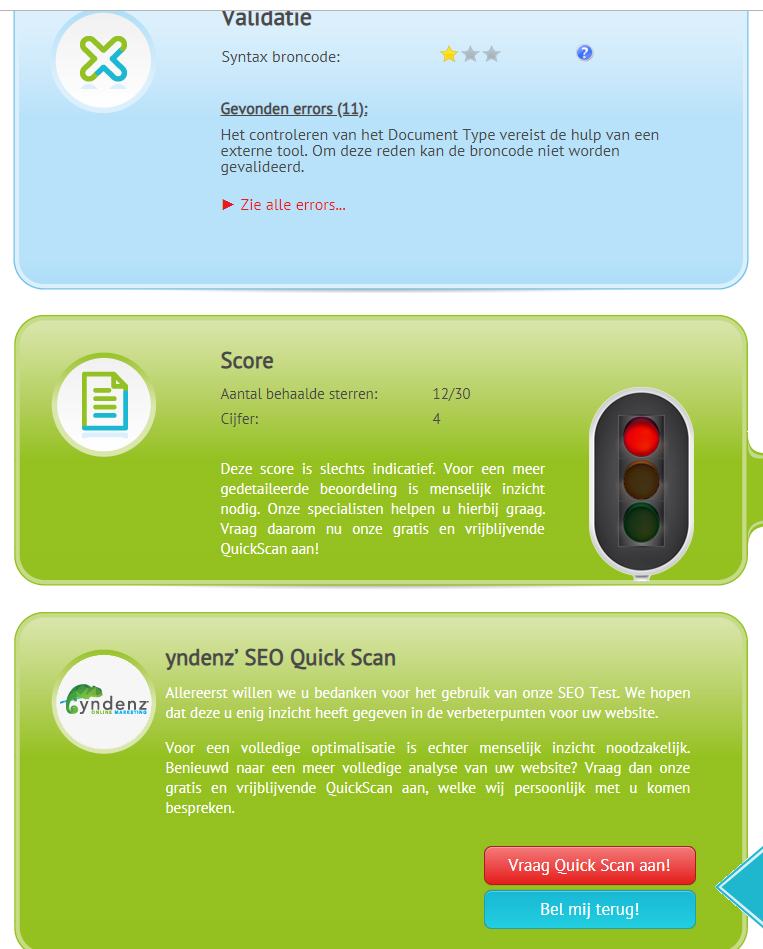 Validatie
Syntax broncode:
Gevonden errors (11):
Het controleren van het Document Type vereist de hulp van een
externe tool. Om deze reden kan de broncode niet worden
gevalideerd.
► Zie alle errors...
Score
Aantal behaalde sterren: 12/30
Cijfer: 4
Deze score is slechts indicatief. Voor een meer
gedetaileerde beoordeling is menselijk inzicht
nodig. Onze specialisten helpen u hierbij graag.
Vraag daarom nu onze gratis en vrijblijvende
QuickScan aan!
yndenz’ SEO Quick Scan
yndenz
ONLINE MARKETING
Allereerst willen we u bedanken voor het gebruik van onze SEO Test. We hopen
dat deze u enig inzicht heeft gegeven in de verbeterpunten voor uw website.
Voor een volledige optimalisatie is echter menselijk inzicht noodzakelijk.
Benieuwd naar een meer volledige analyse van uw website? Vraag dan onze
gratis en vrijblijvende QuickScan aan, welke wij persoonlijk met u komen
bespreken.
Vraag Quick Scan aan!
Bel mij terug!